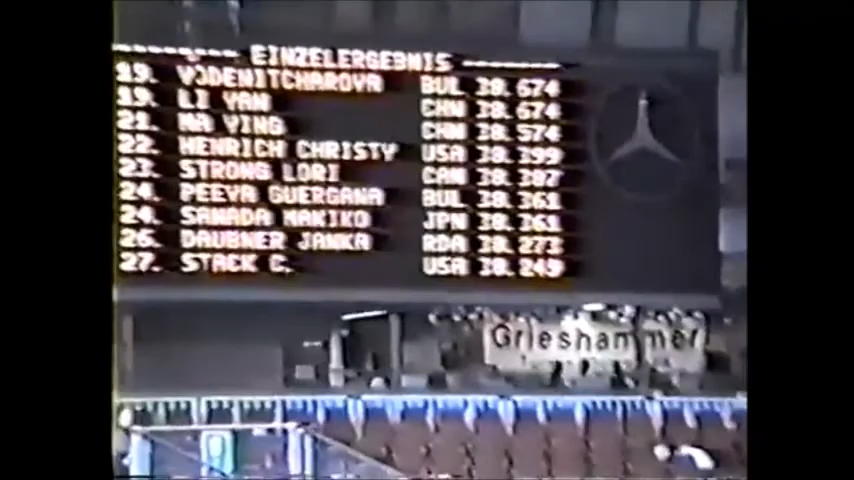 -------- EINZELERGEBNIS --------
19. VODENITCHAROVA BUL 38.674
19. LI YAN CHN 38.674
21. MA YING CHN 38.574
22. HENRICH CHRISTY USA 38.399
23. STRONG LORI CAN 38.387
24. PEEVA GUERGANA BUL 38.361
24. SANADA MAKIKO JPN 38.361
26. DAUBNER JANKA RDA 38.273
27. STACK C. USA 38.249
Grieshammer